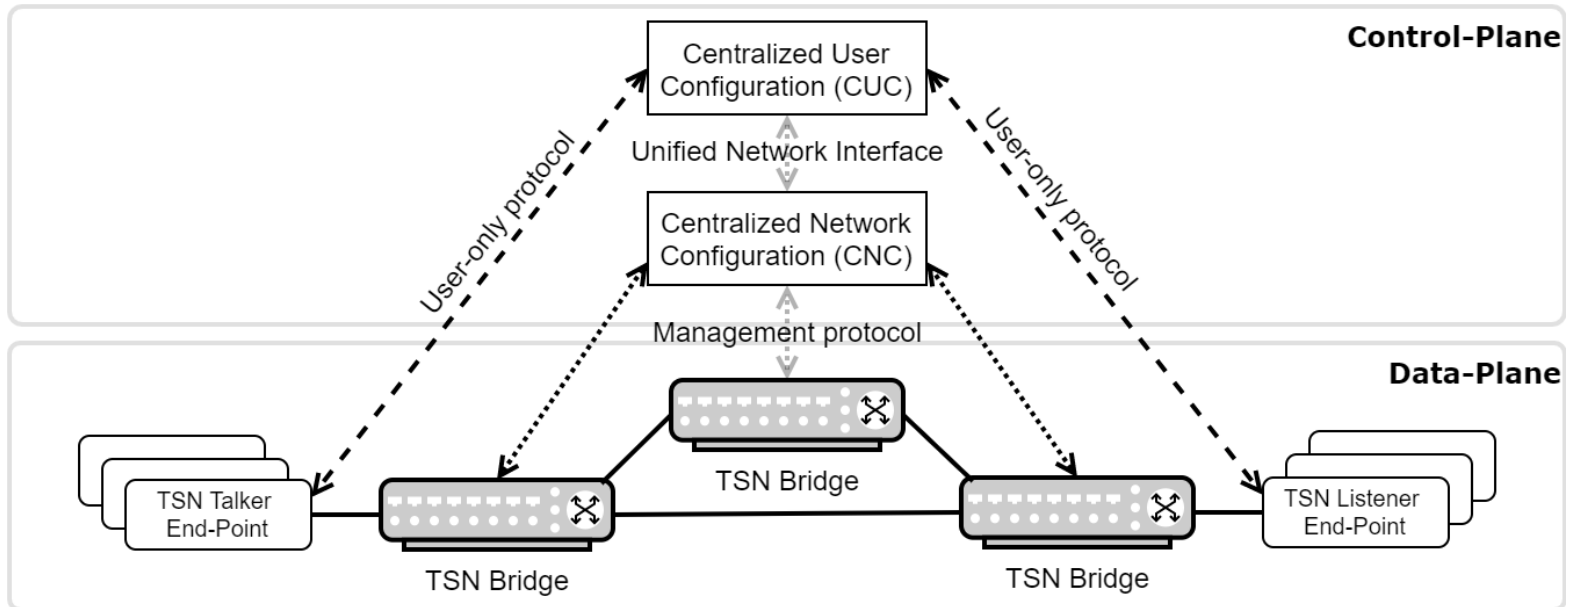 Control-Plane
Centralized User
Configuration (CUC)
User-only protocol
Unified Network Interface
User-only protocol
Centralized Network
Configuration (CNC)
Management protocol
Data-Plane
TSN Bridge
TSN Talker
End-Point
TSN Listener
End-Point
TSN Bridge
TSN Bridge